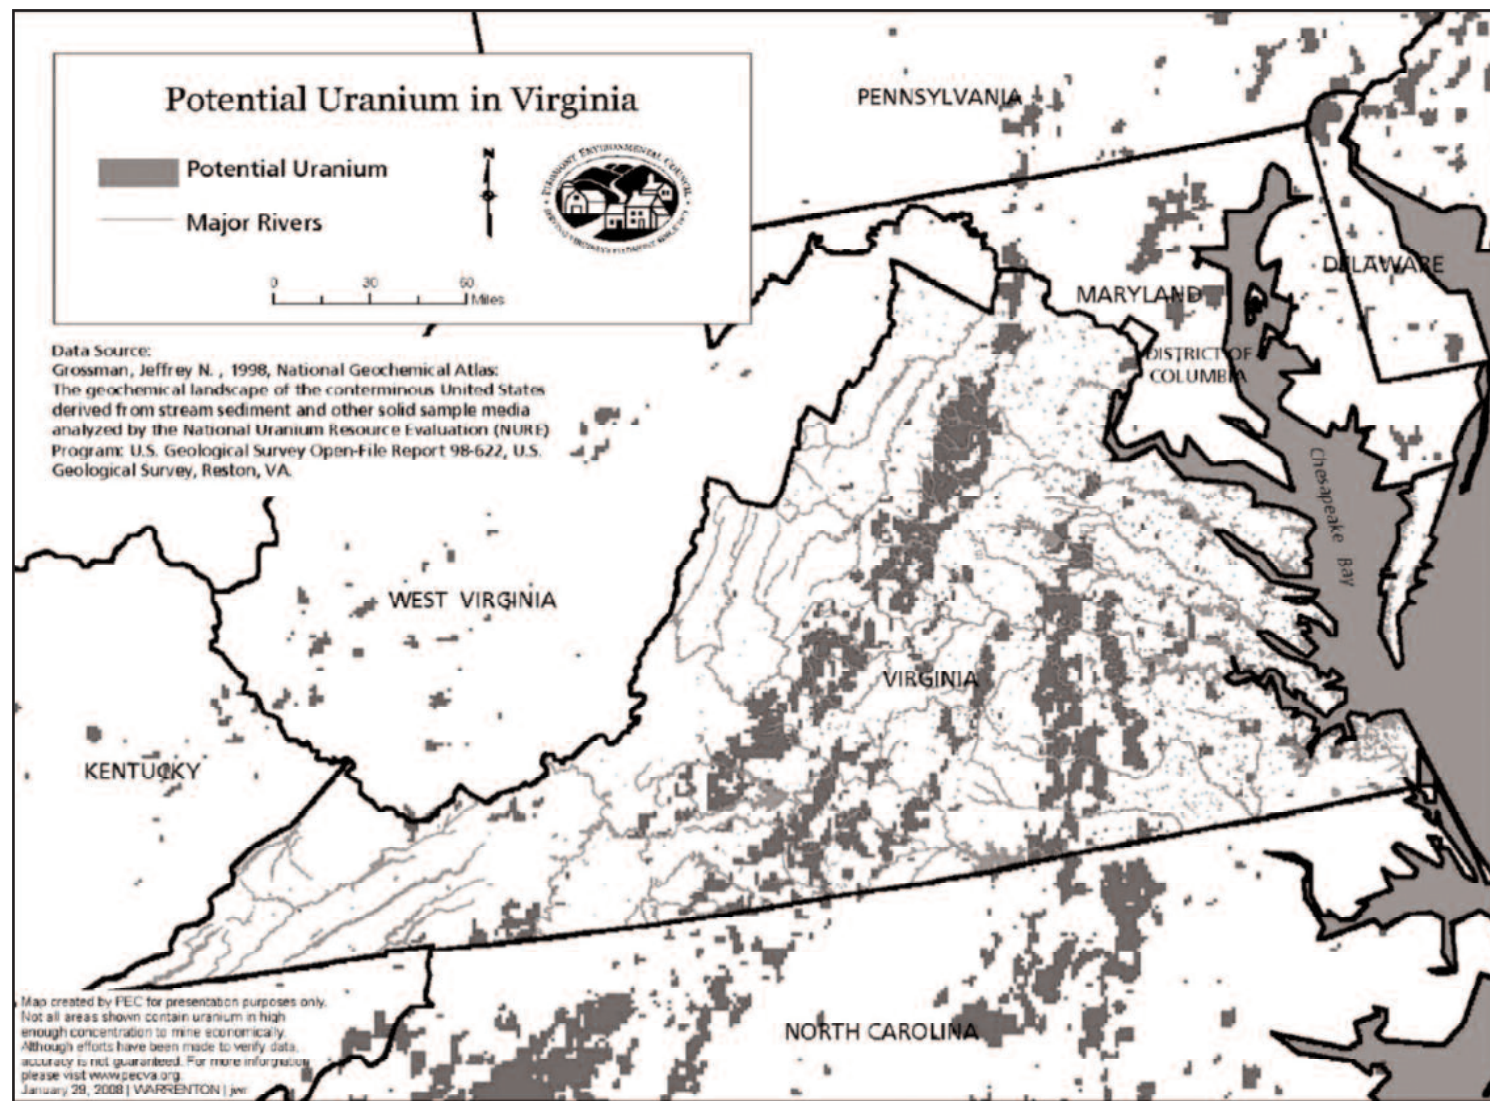 Potential Uranium in Virginia
Potential Uranium
Major Rivers
N
PIEDMONT ENVIRONMENTAL COUNCIL
0 30 60
Miles
Data Source:
Grossman, Jeffrey N. , 1998, National Geochemical Atlas:
The geochemical landscape of the conterminous United States
derived from stream sediment and other solid sample media
analyzed by the National Uranium Resource Evaluation (NURE)
Program: U.S. Geological Survey Open-File Report 98-622, U.S.
Geological Survey, Reston, VA.
PENNSYLVANIA
DELAWARE
MARYLAND
DISTRICT OF
COLUMBIA
Chesapeake Bay
WEST VIRGINIA
VIRGINIA
KENTUCKY
NORTH CAROLINA
Map created by PEC for presentation purposes only.
Not all areas shown contain uranium in high
enough concentration to mine economically.
Although efforts have been made to verify data,
accuracy is not guaranteed. For more information
please visit www.pecva.org.
January 29, 2008 | WARRENTON | jwr